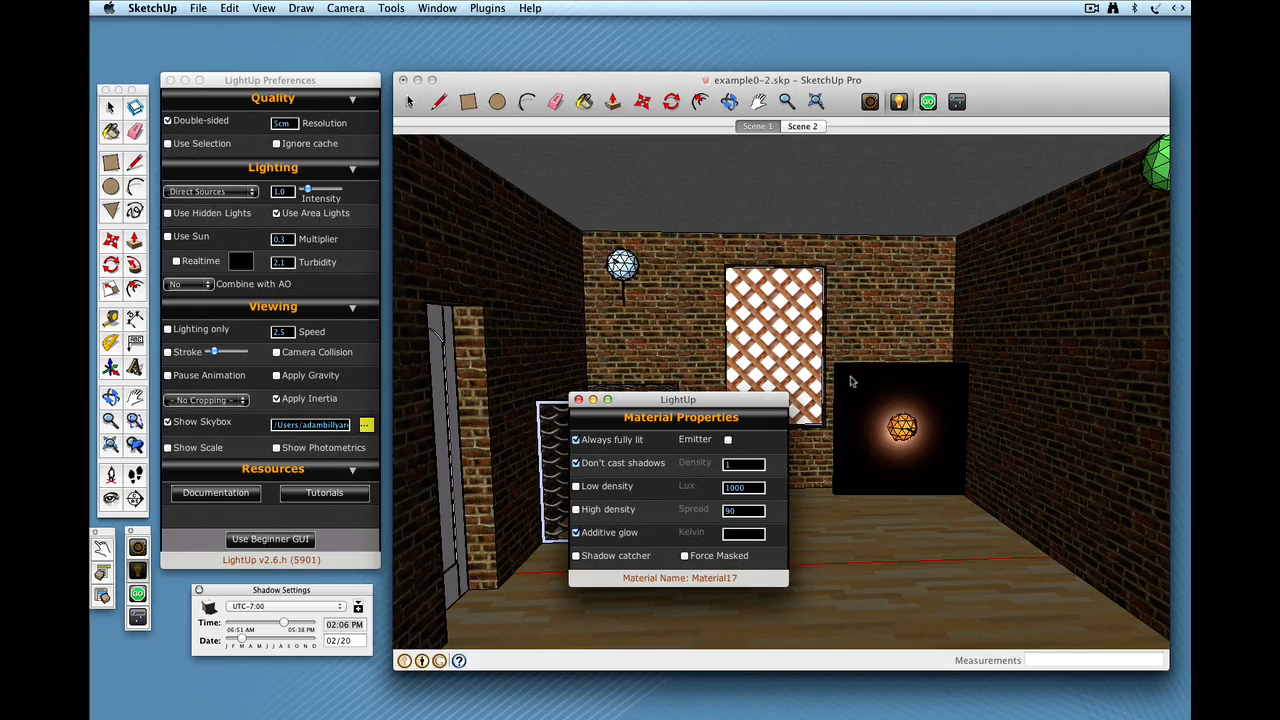 SketchUp File Edit View Draw Camera Tools Window Plugins Help
LightUp Preferences
Quality
Double-sided 5cm Resolution
Use Selection Ignore cache
Lighting
Direct Sources 1.0 Intensity
Use Hidden Lights Use Area Lights
Use Sun 0.3 Multiplier
Realtime 2.1 Turbidity
No Combine with AO
Viewing
Lighting only 2.5 Speed
Stroke Camera Collision
Pause Animation Apply Gravity
- No Cropping - Apply Inertia
Show Skybox /Users/adambillyard ...
Show Scale Show Photometrics
Resources
Documentation Tutorials
Use Beginner GUI
LightUp v2.6.h (5901)
Shadow Settings
UTC-7:00
Time: 02:06 PM
06:51 AM 05:38 PM
Date: J F M A M J J A S O N D 02/20
example0-2.skp – SketchUp Pro
GO
Scene 1 Scene 2
LightUp
Material Properties
Always fully lit Emitter
Don't cast shadows Density 1
Low density Lux 1000
High density Spread 90
Additive glow Kelvin
Shadow catcher Force Masked
Material Name: Material17
ABC
GO
?
Measurements